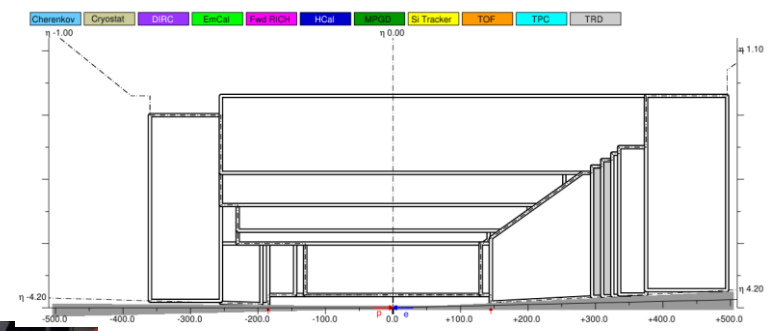 Cherenkov Cryostat DIRC EmCal Fwd RICH HCal MPGD Si Tracker TOF TPC TRD
η -1.00 η 0.00 η 1.10
η -4.20 η 4.20
p e
-500.0 -400.0 -300.0 -200.0 -100.0 0.0 +100.0 +200.0 +300.0 +400.0 +500.0